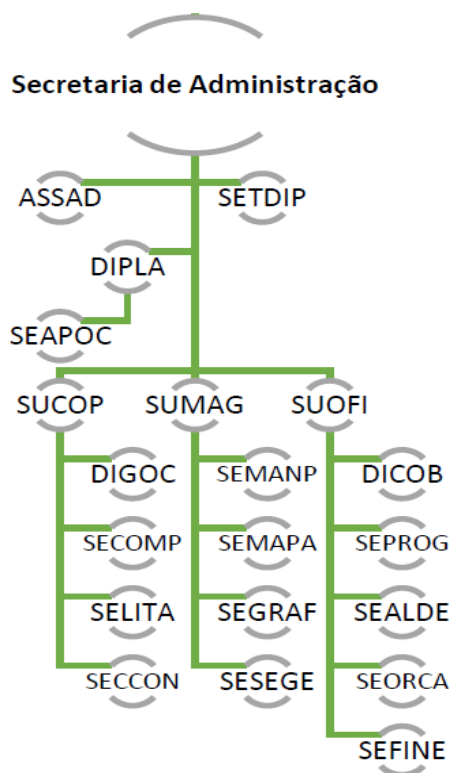 Secretaria de Administração
ASSAD SETDIP
DIPLA
SEAPOC
SUCOP SUMAG SUOFI
DIGOC SEMANP DICOB
SECOMP SEMAPA SEPROG
SELITA SEGRAF SEALDE
SECCON SESEGE SEORCA
SEFINE